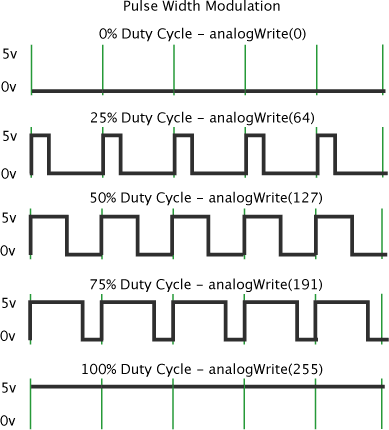 Pulse Width Modulation
0% Duty Cycle – analogWrite(0)
5v
0v
25% Duty Cycle – analogWrite(64)
5v
0v
50% Duty Cycle – analogWrite(127)
5v
0v
75% Duty Cycle – analogWrite(191)
5v
0v
100% Duty Cycle – analogWrite(255)
5v
0v